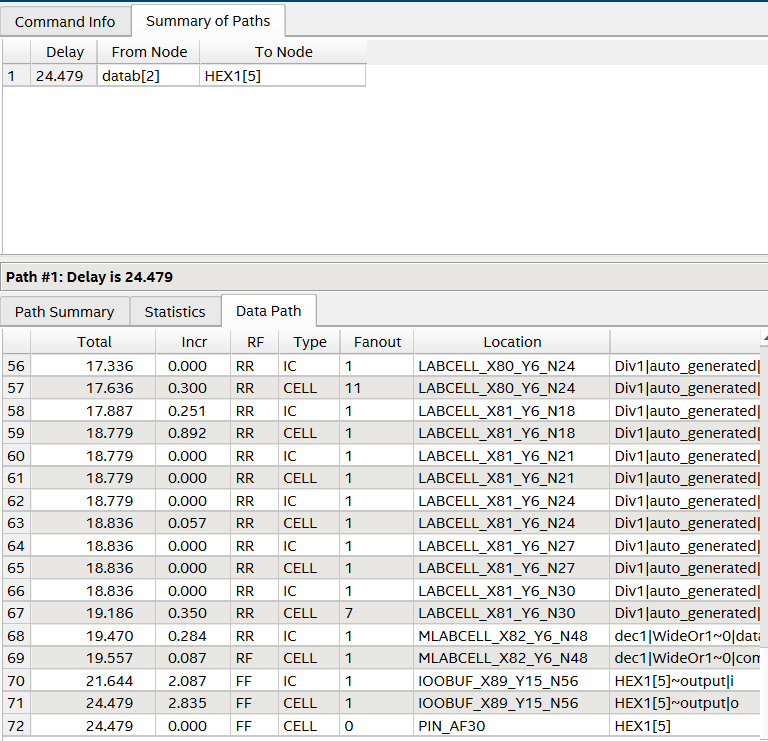 Command Info Summary of Paths
Delay From Node To Node
1 24.479 datab[2] HEX1[5]
Path #1: Delay is 24.479
Path Summary Statistics Data Path
Total Incr RF Type Fanout Location
56 17.336 0.000 RR IC 1 LABCELL_X80_Y6_N24 Div1|auto_generated|
57 17.636 0.300 RR CELL 11 LABCELL_X80_Y6_N24 Div1|auto_generated|
58 17.887 0.251 RR IC 1 LABCELL_X81_Y6_N18 Div1|auto_generated|
59 18.779 0.892 RR CELL 1 LABCELL_X81_Y6_N18 Div1|auto_generated|
60 18.779 0.000 RR IC 1 LABCELL_X81_Y6_N21 Div1|auto_generated|
61 18.779 0.000 RR CELL 1 LABCELL_X81_Y6_N21 Div1|auto_generated|
62 18.779 0.000 RR IC 1 LABCELL_X81_Y6_N24 Div1|auto_generated|
63 18.836 0.057 RR CELL 1 LABCELL_X81_Y6_N24 Div1|auto_generated|
64 18.836 0.000 RR IC 1 LABCELL_X81_Y6_N27 Div1|auto_generated|
65 18.836 0.000 RR CELL 1 LABCELL_X81_Y6_N27 Div1|auto_generated|
66 18.836 0.000 RR IC 1 LABCELL_X81_Y6_N30 Div1|auto_generated|
67 19.186 0.350 RR CELL 7 LABCELL_X81_Y6_N30 Div1|auto_generated|
68 19.470 0.284 RR IC 1 MLABCELL_X82_Y6_N48 dec1|WideOr1~0|data
69 19.557 0.087 RF CELL 1 MLABCELL_X82_Y6_N48 dec1|WideOr1~0|com
70 21.644 2.087 FF IC 1 IOOBUF_X89_Y15_N56 HEX1[5]~output|i
71 24.479 2.835 FF CELL 1 IOOBUF_X89_Y15_N56 HEX1[5]~output|o
72 24.479 0.000 FF CELL 0 PIN_AF30 HEX1[5]